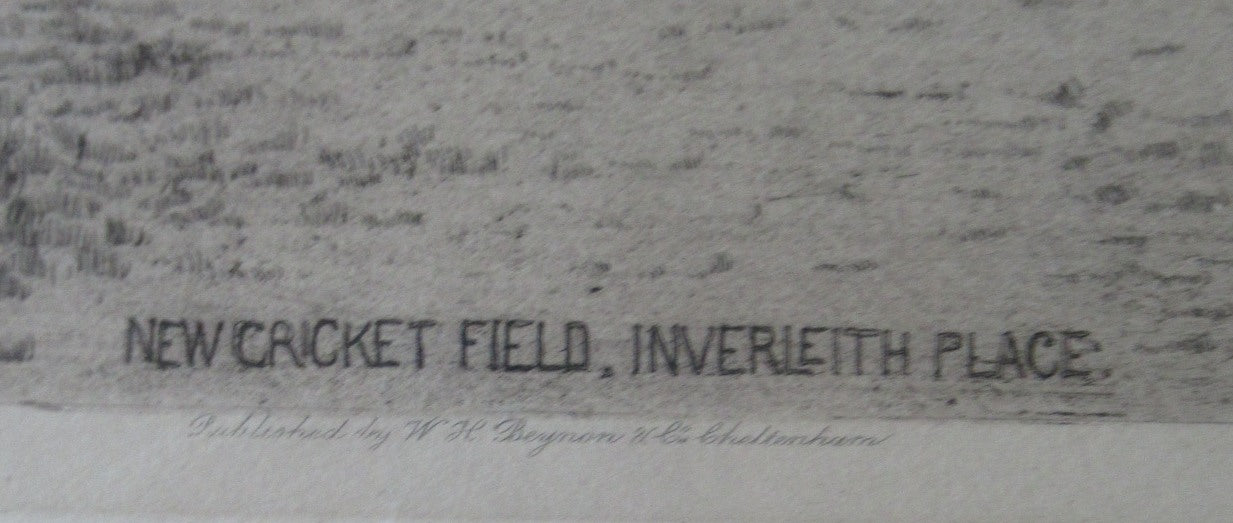 NEW CRICKET FIELD, INVERLEITH PLACE.
Published by W H Beynon & Co Cheltenham